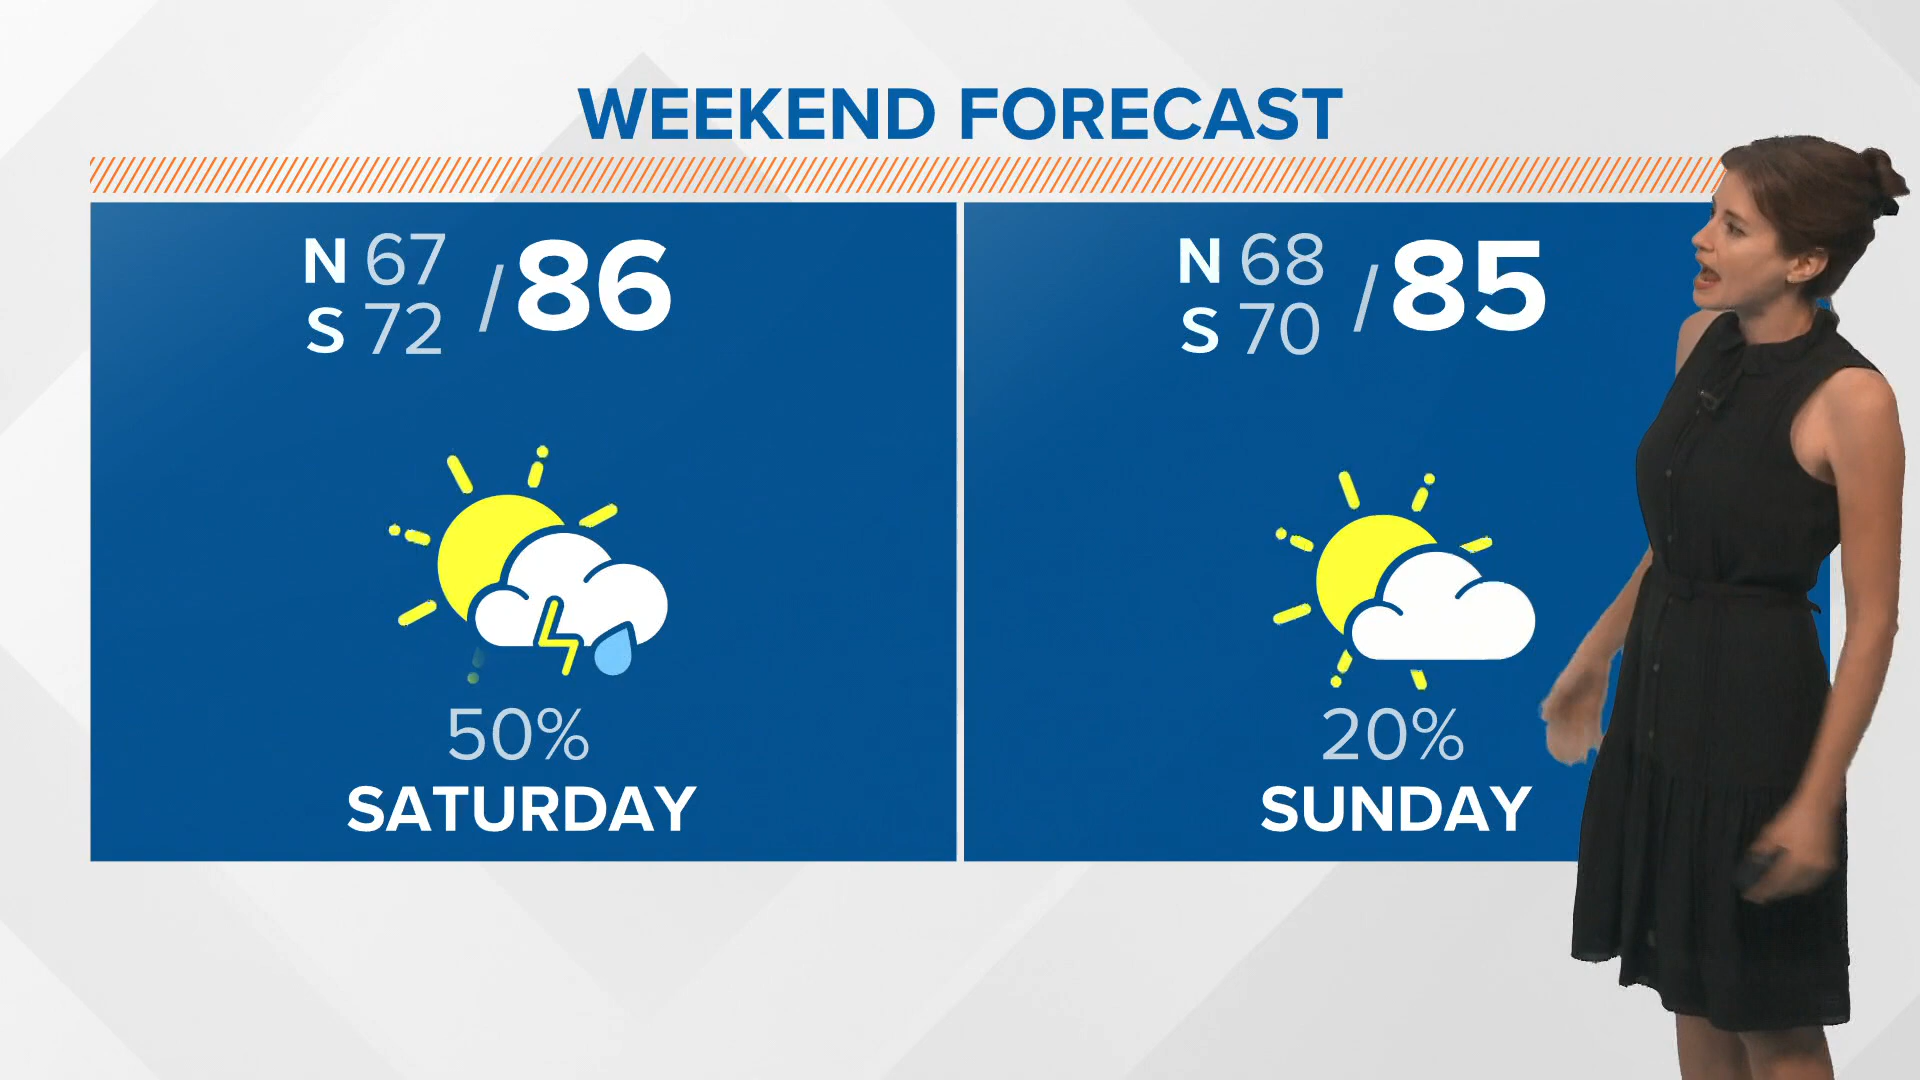 WEEKEND FORECAST
N 67
S 72
/86
50%
SATURDAY
N 68
S 70
/85
20%
SUNDAY